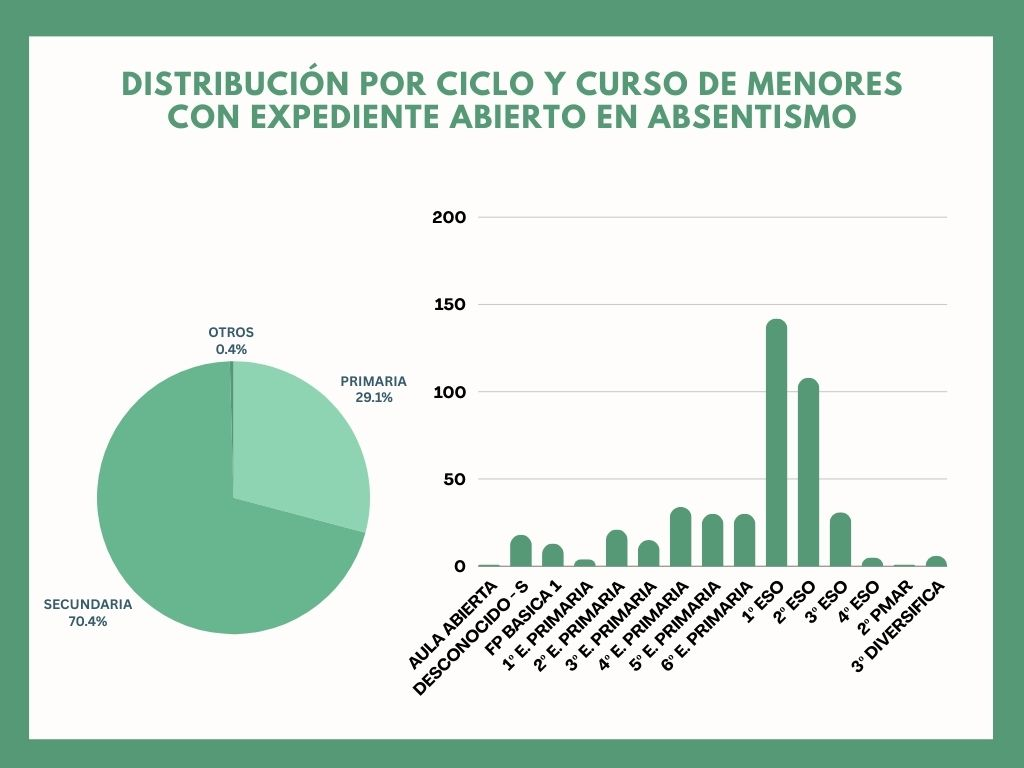 DISTRIBUCIÓN POR CICLO Y CURSO DE MENORES
CON EXPEDIENTE ABIERTO EN ABSENTISMO
OTROS
0.4%
PRIMARIA
29.1%
SECUNDARIA
70.4%
200
150
100
50
0
AULA ABIERTA
DESCONOCIDO - S
FP BASICA 1
1º E. PRIMARIA
2º E. PRIMARIA
3º E. PRIMARIA
4º E. PRIMARIA
5º E. PRIMARIA
6º E. PRIMARIA
1º ESO
2º ESO
3º ESO
4º ESO
2º PMAR
3º DIVERSIFICA